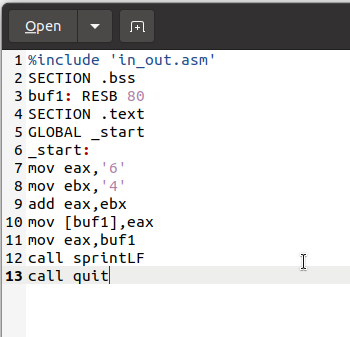 Open
1 %include 'in_out.asm'
2 SECTION .bss
3 buf1: RESB 80
4 SECTION .text
5 GLOBAL _start
6 _start:
7 mov eax,'6'
8 mov ebx,'4'
9 add eax,ebx
10 mov [buf1],eax
11 mov eax,buf1
12 call sprintLF
13 call quit